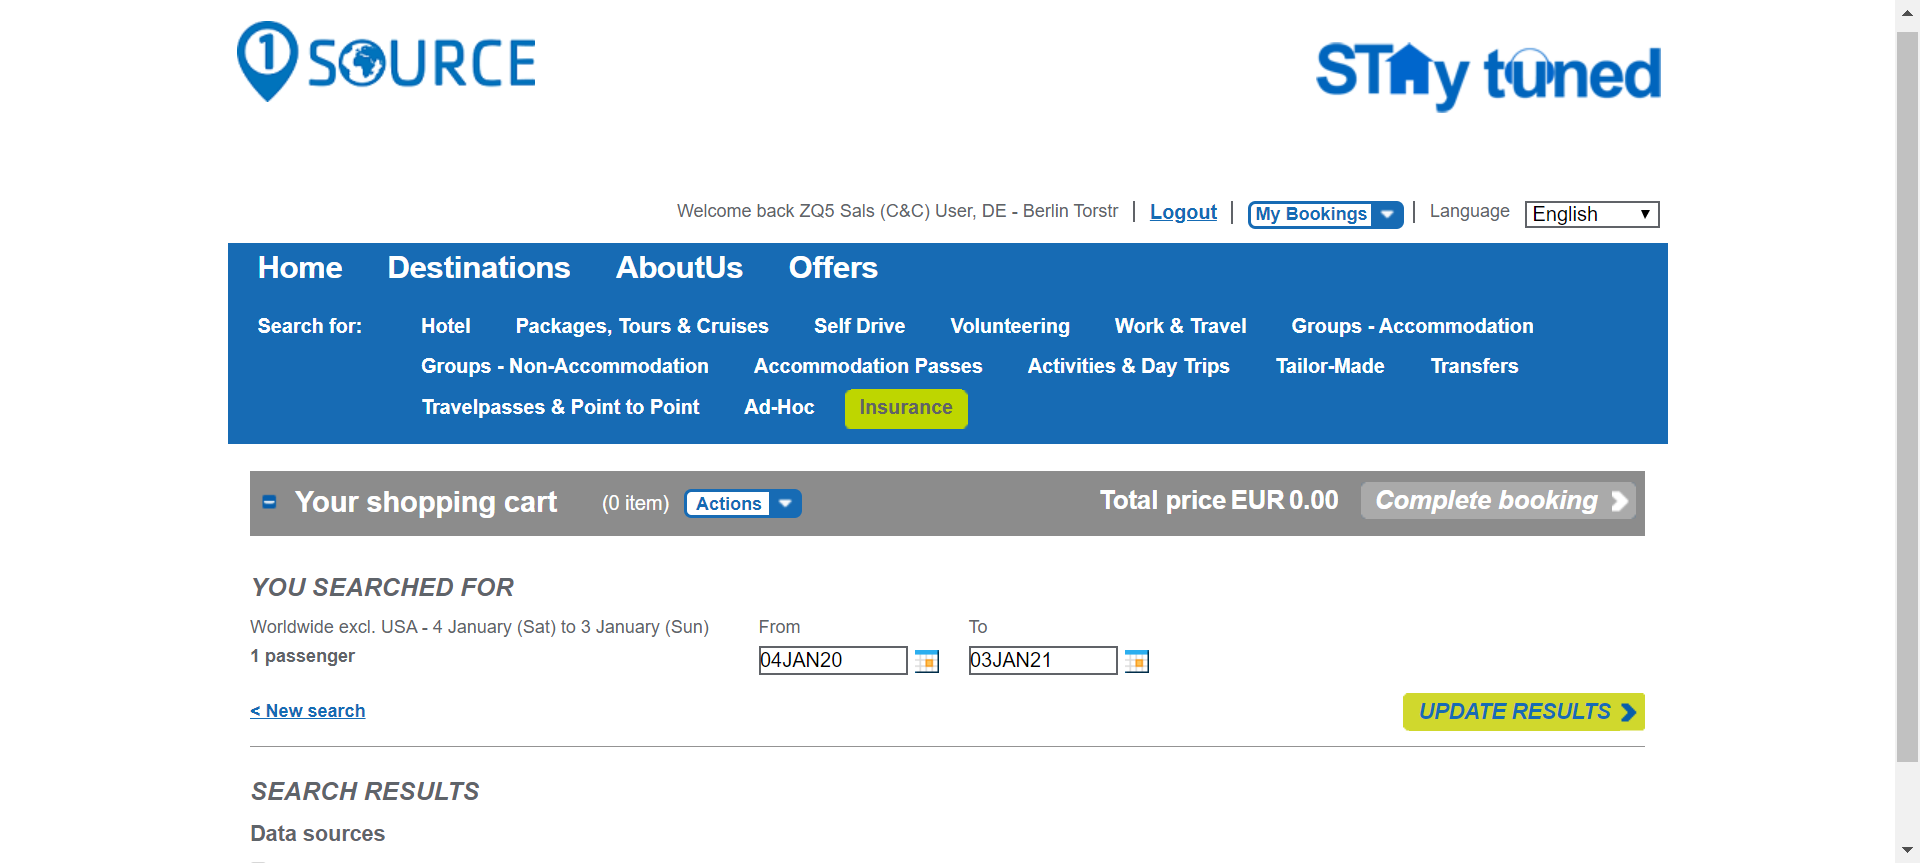 1 SOURCE
STAy tuned
Welcome back ZQ5 Sals (C&C) User, DE - Berlin Torstr | Logout | My Bookings | Language English
Home Destinations AboutUs Offers
Search for: Hotel Packages, Tours & Cruises Self Drive Volunteering Work & Travel Groups - Accommodation
Groups - Non-Accommodation Accommodation Passes Activities & Day Trips Tailor-Made Transfers
Travelpasses & Point to Point Ad-Hoc Insurance
Your shopping cart (0 item) Actions Total price EUR 0.00 Complete booking
YOU SEARCHED FOR
Worldwide excl. USA - 4 January (Sat) to 3 January (Sun) From To
1 passenger 04JAN20 03JAN21
< New search UPDATE RESULTS
SEARCH RESULTS
Data sources